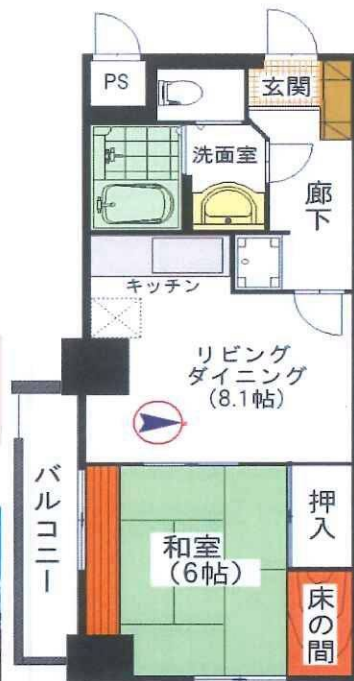 PS
玄関
洗面室
廊下
キッチン
リビング
ダイニング
(8.1帖)
バルコニー
和室
(6帖)
押入
床の間